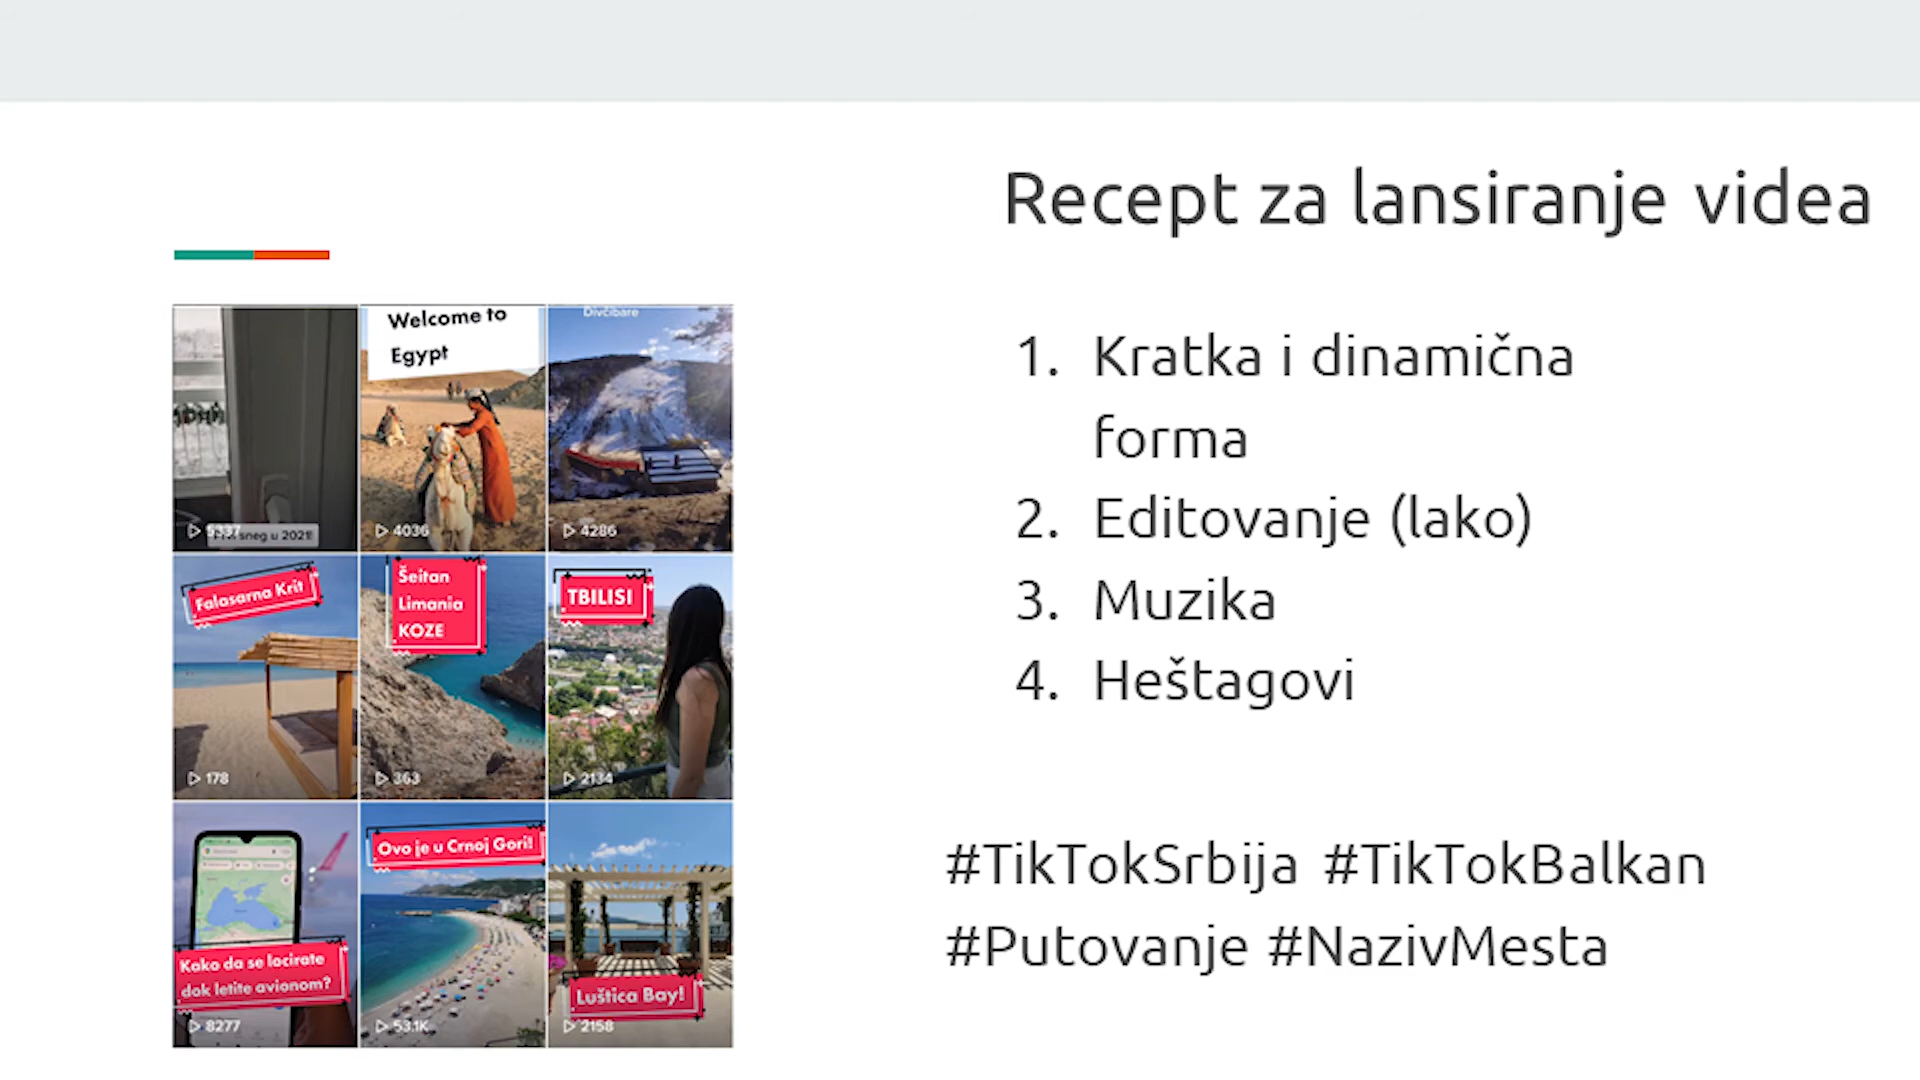 Recept za lansiranje videa
1. Kratka i dinamična
forma
2. Editovanje (lako)
3. Muzika
4. Heštagovi
#TikTokSrbija #TikTokBalkan
#Putovanje #NazivMesta
sneg u 2021!
5337
Welcome to
Egypt
4036
Divčibare
4286
Falasarna Krit
178
Šeitan
Limania
KOZE
363
TBILISI
2134
Kako da se locirate
dok letite avionom?
8277
Ovo je u Crnoj Gori!
53.1K
Luštica Bay!
2158